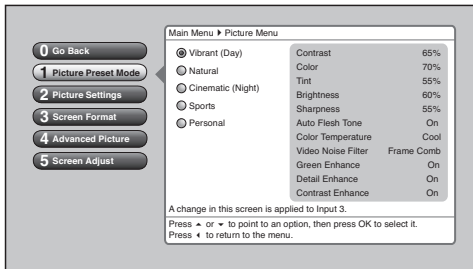 Main Menu ▸ Picture Menu
0 Go Back
1 Picture Preset Mode
2 Picture Settings
3 Screen Format
4 Advanced Picture
5 Screen Adjust
Vibrant (Day)
Natural
Cinematic (Night)
Sports
Personal
Contrast 65%
Color 70%
Tint 55%
Brightness 60%
Sharpness 55%
Auto Flesh Tone On
Color Temperature Cool
Video Noise Filter Frame Comb
Green Enhance On
Detail Enhance On
Contrast Enhance On
A change in this screen is applied to Input 3.
Press ▴ or ▾ to point to an option, then press OK to select it.
Press ◂ to return to the menu.